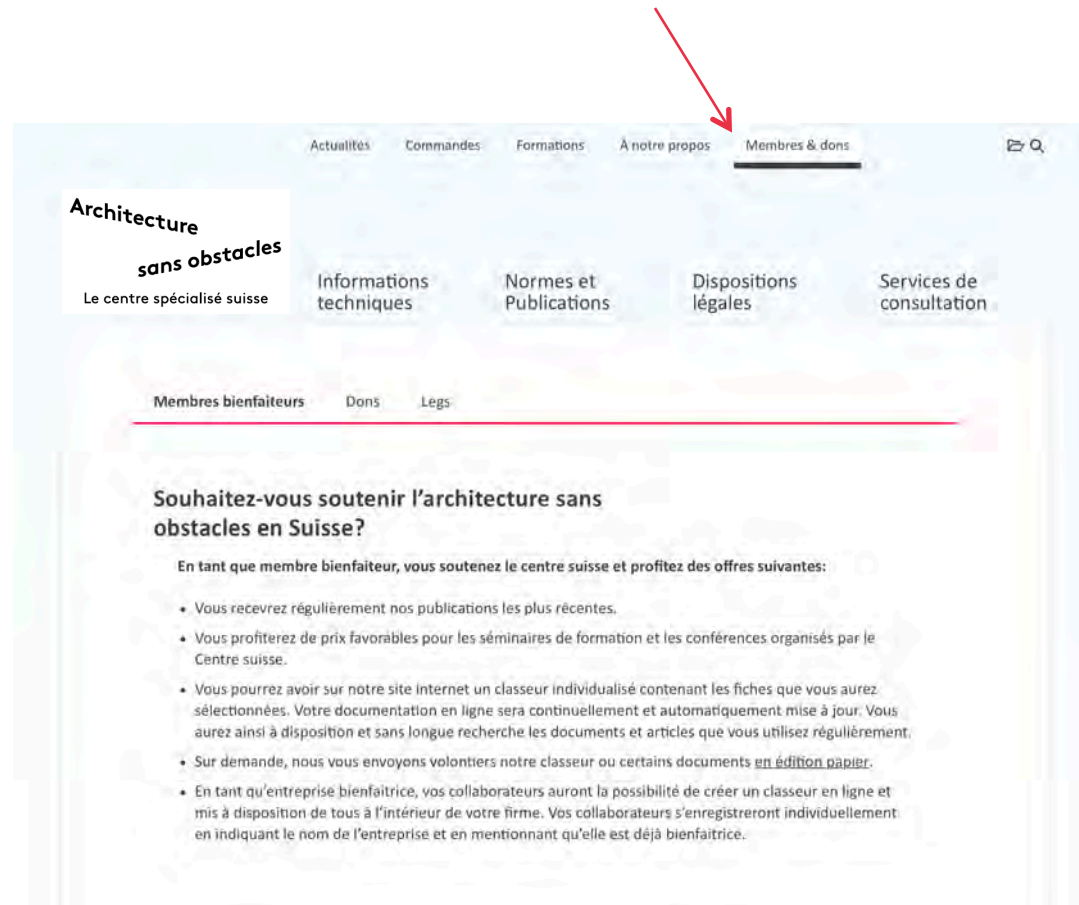 Actualités Commandes Formations À notre propos Membres & dons
Architecture
sans obstacles
Le centre spécialisé suisse
Informations
techniques
Normes et
Publications
Dispositions
légales
Services de
consultation
Membres bienfaiteurs Dons Legs
Souhaitez-vous soutenir l'architecture sans
obstacles en Suisse?
En tant que membre bienfaiteur, vous soutenez le centre suisse et profitez des offres suivantes:
• Vous recevrez régulièrement nos publications les plus récentes.
• Vous profiterez de prix favorables pour les séminaires de formation et les conférences organisés par le
Centre suisse.
• Vous pourrez avoir sur notre site internet un classeur individualisé contenant les fiches que vous aurez
sélectionnées. Votre documentation en ligne sera continuellement et automatiquement mise à jour. Vous
aurez ainsi à disposition et sans longue recherche les documents et articles que vous utilisez régulièrement.
• Sur demande, nous vous envoyons volontiers notre classeur ou certains documents en édition papier.
• En tant qu'entreprise bienfaitrice, vos collaborateurs auront la possibilité de créer un classeur en ligne et
mis à disposition de tous à l'intérieur de votre firme. Vos collaborateurs s'enregistreront individuellement
en indiquant le nom de l'entreprise et en mentionnant qu'elle est déjà bienfaitrice.